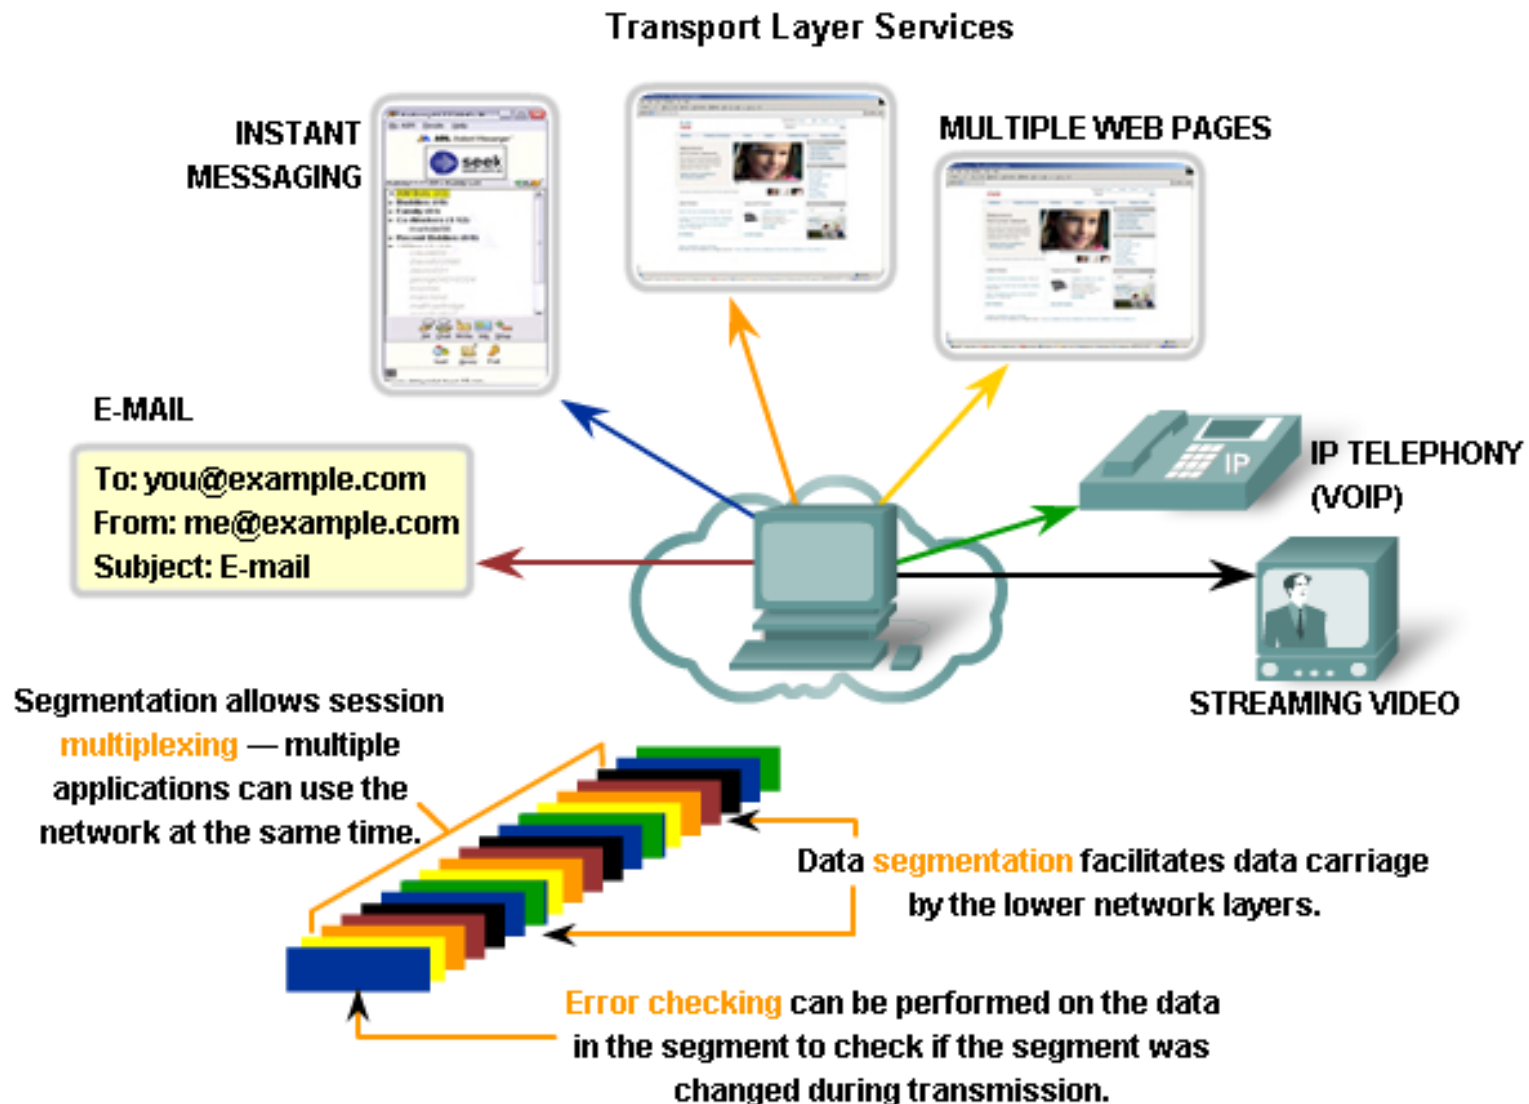 Transport Layer Services
INSTANT
MESSAGING
seek
MULTIPLE WEB PAGES
E-MAIL
To: you@example.com
From: me@example.com
Subject: E-mail
IP
IP TELEPHONY
(VOIP)
STREAMING VIDEO
Segmentation allows session
multiplexing — multiple
applications can use the
network at the same time.
Data segmentation facilitates data carriage
by the lower network layers.
Error checking can be performed on the data
in the segment to check if the segment was
changed during transmission.